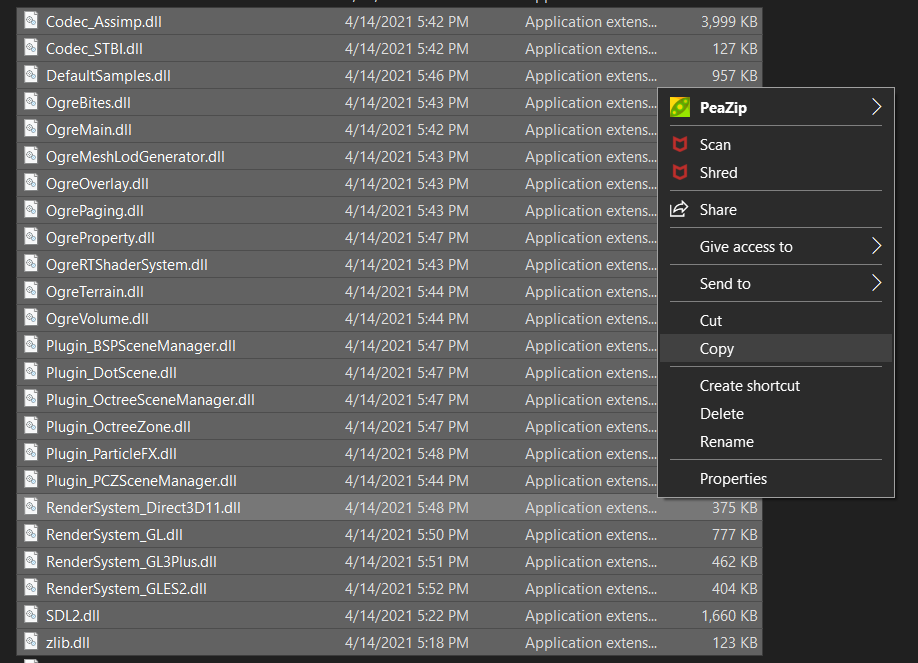 Codec_Assimp.dll 4/14/2021 5:42 PM Application extens... 3,999 KB
Codec_STBI.dll 4/14/2021 5:42 PM Application extens... 127 KB
DefaultSamples.dll 4/14/2021 5:46 PM Application extens... 957 KB
OgreBites.dll 4/14/2021 5:43 PM Application extens...
OgreMain.dll 4/14/2021 5:42 PM Application extens...
OgreMeshLodGenerator.dll 4/14/2021 5:43 PM Application extens...
OgreOverlay.dll 4/14/2021 5:43 PM Application extens...
OgrePaging.dll 4/14/2021 5:43 PM Application extens...
OgreProperty.dll 4/14/2021 5:43 PM Application extens...
OgreRTShaderSystem.dll 4/14/2021 5:43 PM Application extens...
OgreTerrain.dll 4/14/2021 5:44 PM Application extens...
OgreVolume.dll 4/14/2021 5:44 PM Application extens...
Plugin_BSPSceneManager.dll 4/14/2021 5:47 PM Application extens...
Plugin_DotScene.dll 4/14/2021 5:47 PM Application extens...
Plugin_OctreeSceneManager.dll 4/14/2021 5:47 PM Application extens...
Plugin_OctreeZone.dll 4/14/2021 5:47 PM Application extens...
Plugin_ParticleFX.dll 4/14/2021 5:48 PM Application extens...
Plugin_PCZSceneManager.dll 4/14/2021 5:47 PM Application extens...
RenderSystem_Direct3D11.dll 4/14/2021 5:48 PM Application extens... 375 KB
RenderSystem_GL.dll 4/14/2021 5:50 PM Application extens... 777 KB
RenderSystem_GL3Plus.dll 4/14/2021 5:51 PM Application extens... 462 KB
RenderSystem_GLES2.dll 4/14/2021 5:52 PM Application extens... 404 KB
SDL2.dll 4/14/2021 5:22 PM Application extens... 1,660 KB
zlib.dll 4/14/2021 5:18 PM Application extens... 123 KB
PeaZip
Scan
Shred
Share
Give access to
Send to
Cut
Copy
Create shortcut
Delete
Rename
Properties